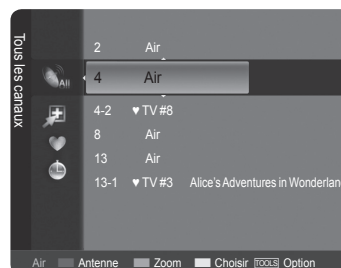 Tous les canaux
All
2 Air
4 Air
4-2 ♥ TV #8
8 Air
13 Air
13-1 ♥ TV #3 Alice's Adventures in Wonderlan
Air Antenne Zoom Choisir TOOLS Option